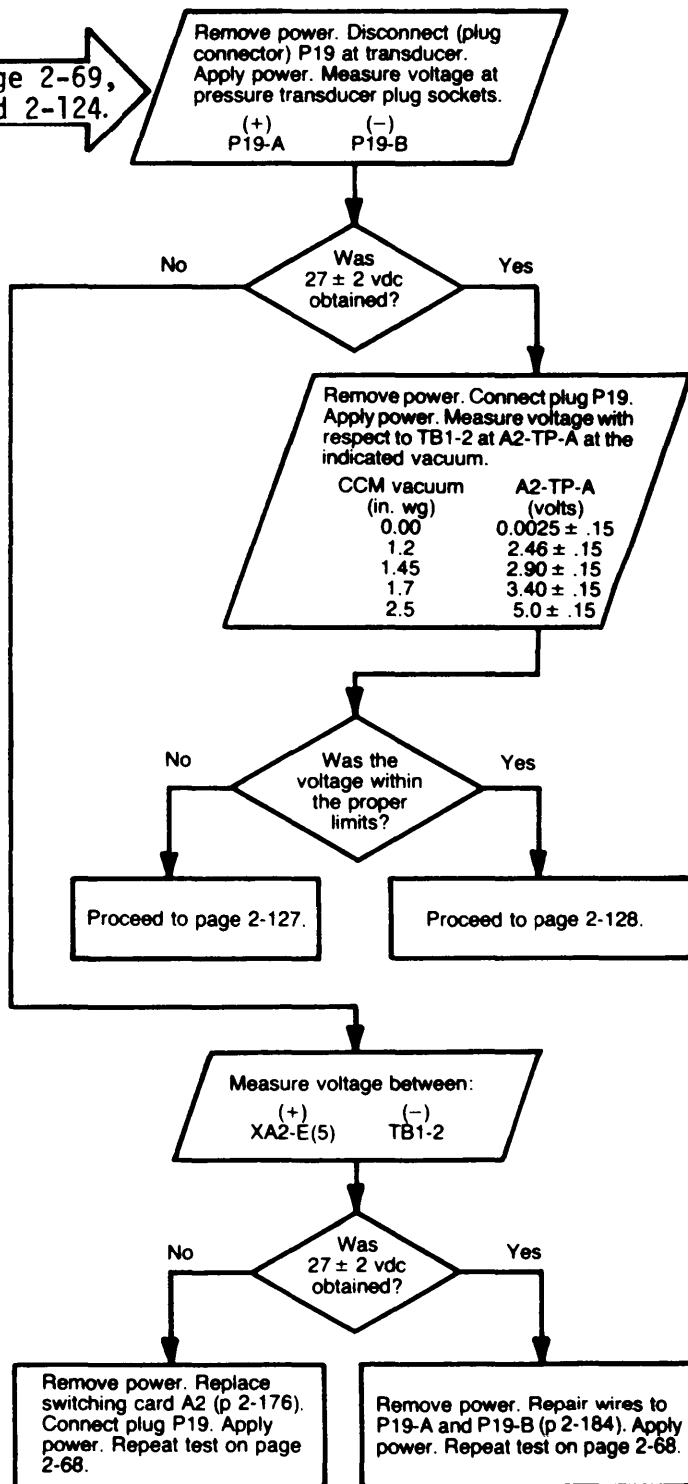 ge 2-69,
d 2-124.
Remove power. Disconnect (plug
connector) P19 at transducer.
Apply power. Measure voltage at
pressure transducer plug sockets.
(+) (−)
P19-A P19-B
No
Was
27 ± 2 vdc
obtained?
Yes
Remove power. Connect plug P19.
Apply power. Measure voltage with
respect to TB1-2 at A2-TP-A at the
indicated vacuum.
CCM vacuum A2-TP-A
(in. wg) (volts)
0.00 0.0025 ± .15
1.2 2.46 ± .15
1.45 2.90 ± .15
1.7 3.40 ± .15
2.5 5.0 ± .15
No
Was the
voltage within
the proper
limits?
Yes
Proceed to page 2-127.
Proceed to page 2-128.
Measure voltage between:
(+) (−)
XA2-E(5) TB1-2
No
Was
27 ± 2 vdc
obtained?
Yes
Remove power. Replace
switching card A2 (p 2-176).
Connect plug P19. Apply
power. Repeat test on page
2-68.
Remove power. Repair wires to
P19-A and P19-B (p 2-184). Apply
power. Repeat test on page 2-68.